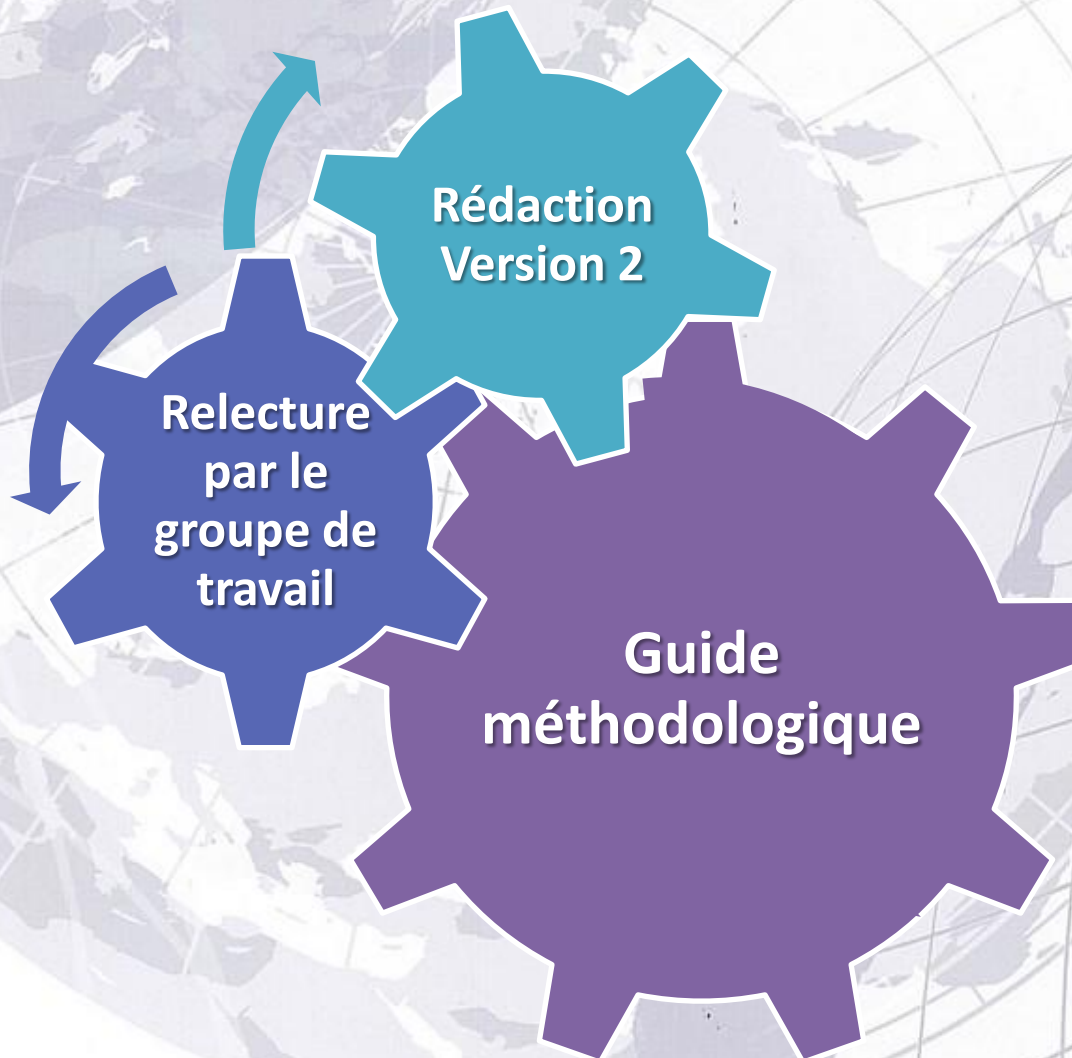 Rédaction
Version 2
Relecture
par le
groupe de
travail
Guide
méthodologique